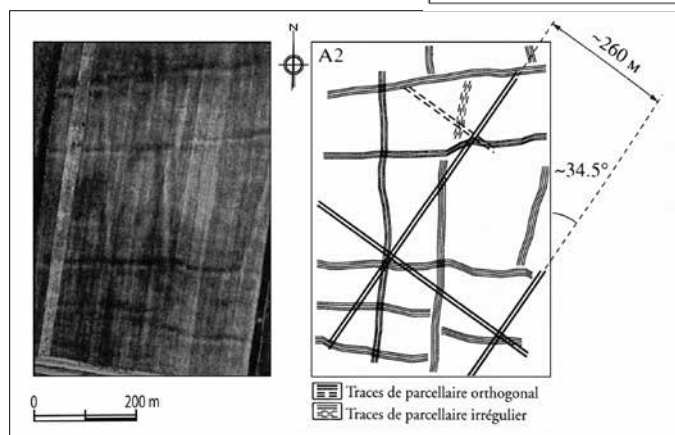 N
A2
~260 м
~34.5°
0 200 m
Traces de parcellaire orthogonal
Traces de parcellaire irrégulier